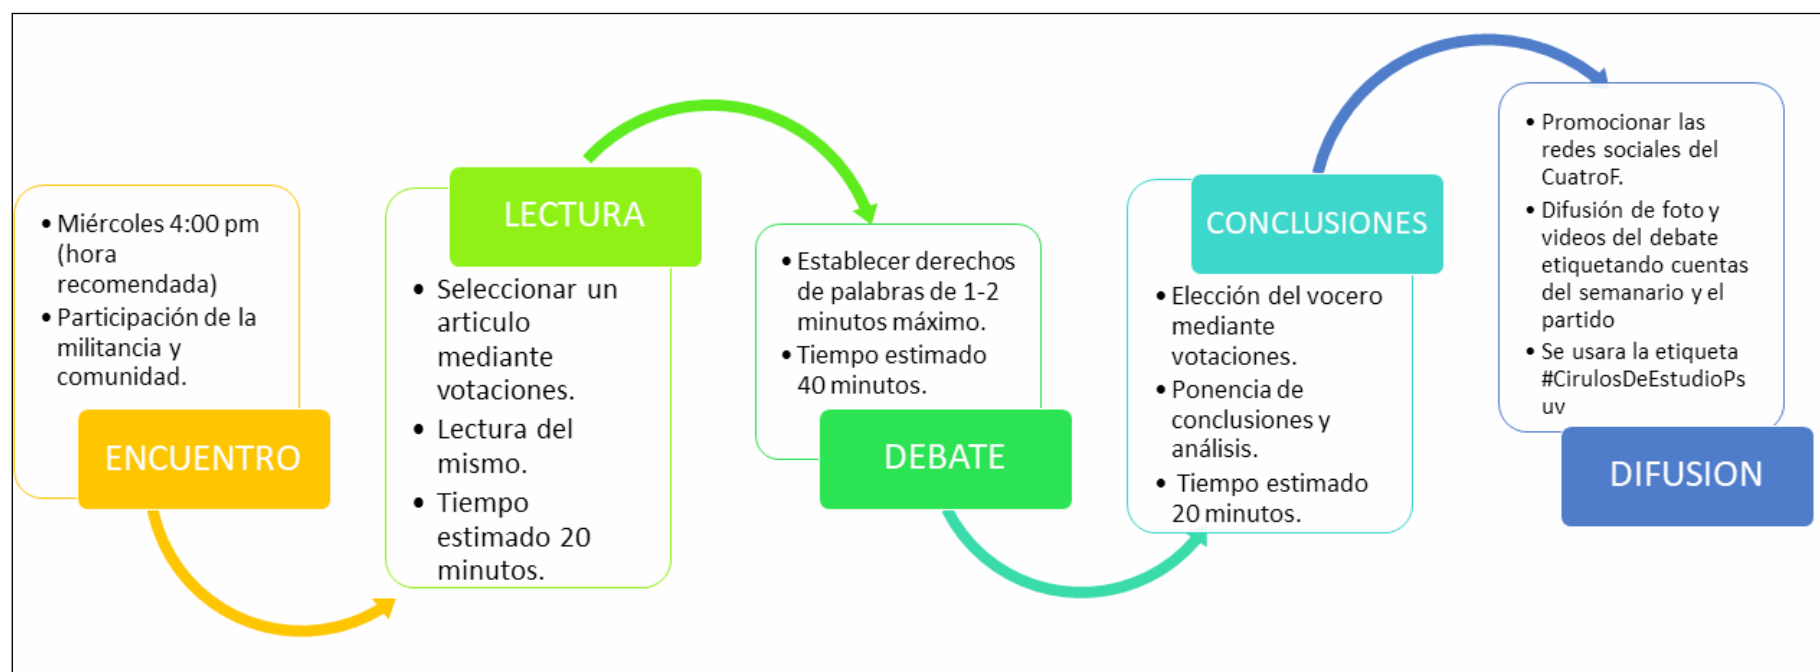 • Miércoles 4:00 pm
(hora
recomendada)
• Participación de la
militancia y
comunidad.
ENCUENTRO
LECTURA
• Seleccionar un
articulo
mediante
votaciones.
• Lectura del
mismo.
• Tiempo
estimado 20
minutos.
• Establecer derechos
de palabras de 1-2
minutos máximo.
• Tiempo estimado
40 minutos.
DEBATE
CONCLUSIONES
• Elección del vocero
mediante
votaciones.
• Ponencia de
conclusiones y
análisis.
• Tiempo estimado
20 minutos.
• Promocionar las
redes sociales del
CuatroF.
• Difusión de foto y
videos del debate
etiquetando cuentas
del semanario y el
partido
• Se usara la etiqueta
#CirulosDeEstudioPs
uv
DIFUSION